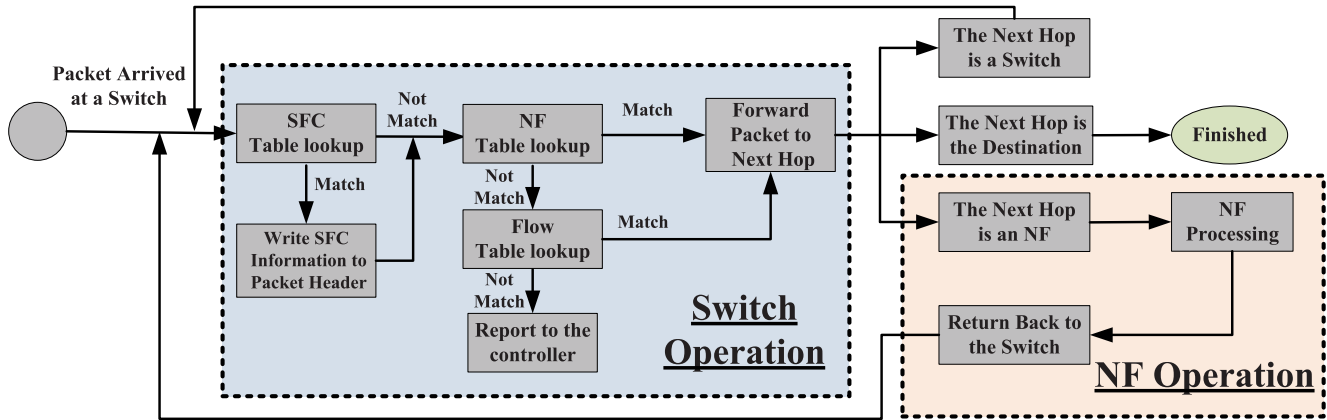 Packet Arrived
at a Switch
SFC
Table lookup
Not
Match
Match
Write SFC
Information to
Packet Header
NF
Table lookup
Match
Not
Match
Flow
Table lookup
Match
Not
Match
Report to the
controller
Forward
Packet to
Next Hop
Switch
Operation
The Next Hop
is a Switch
The Next Hop is
the Destination
Finished
The Next Hop
is an NF
NF
Processing
Return Back to
the Switch
NF Operation